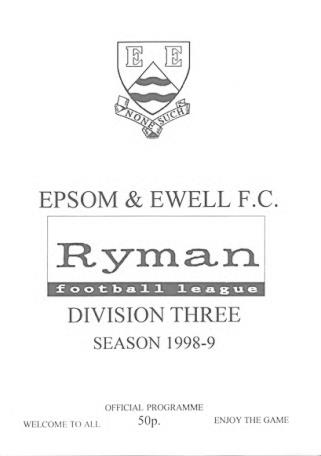 E E
NONE SUCH
EPSOM & EWELL F.C.
Ryman
football league
DIVISION THREE
SEASON 1998-9
OFFICIAL PROGRAMME
WELCOME TO ALL 50p. ENJOY THE GAME